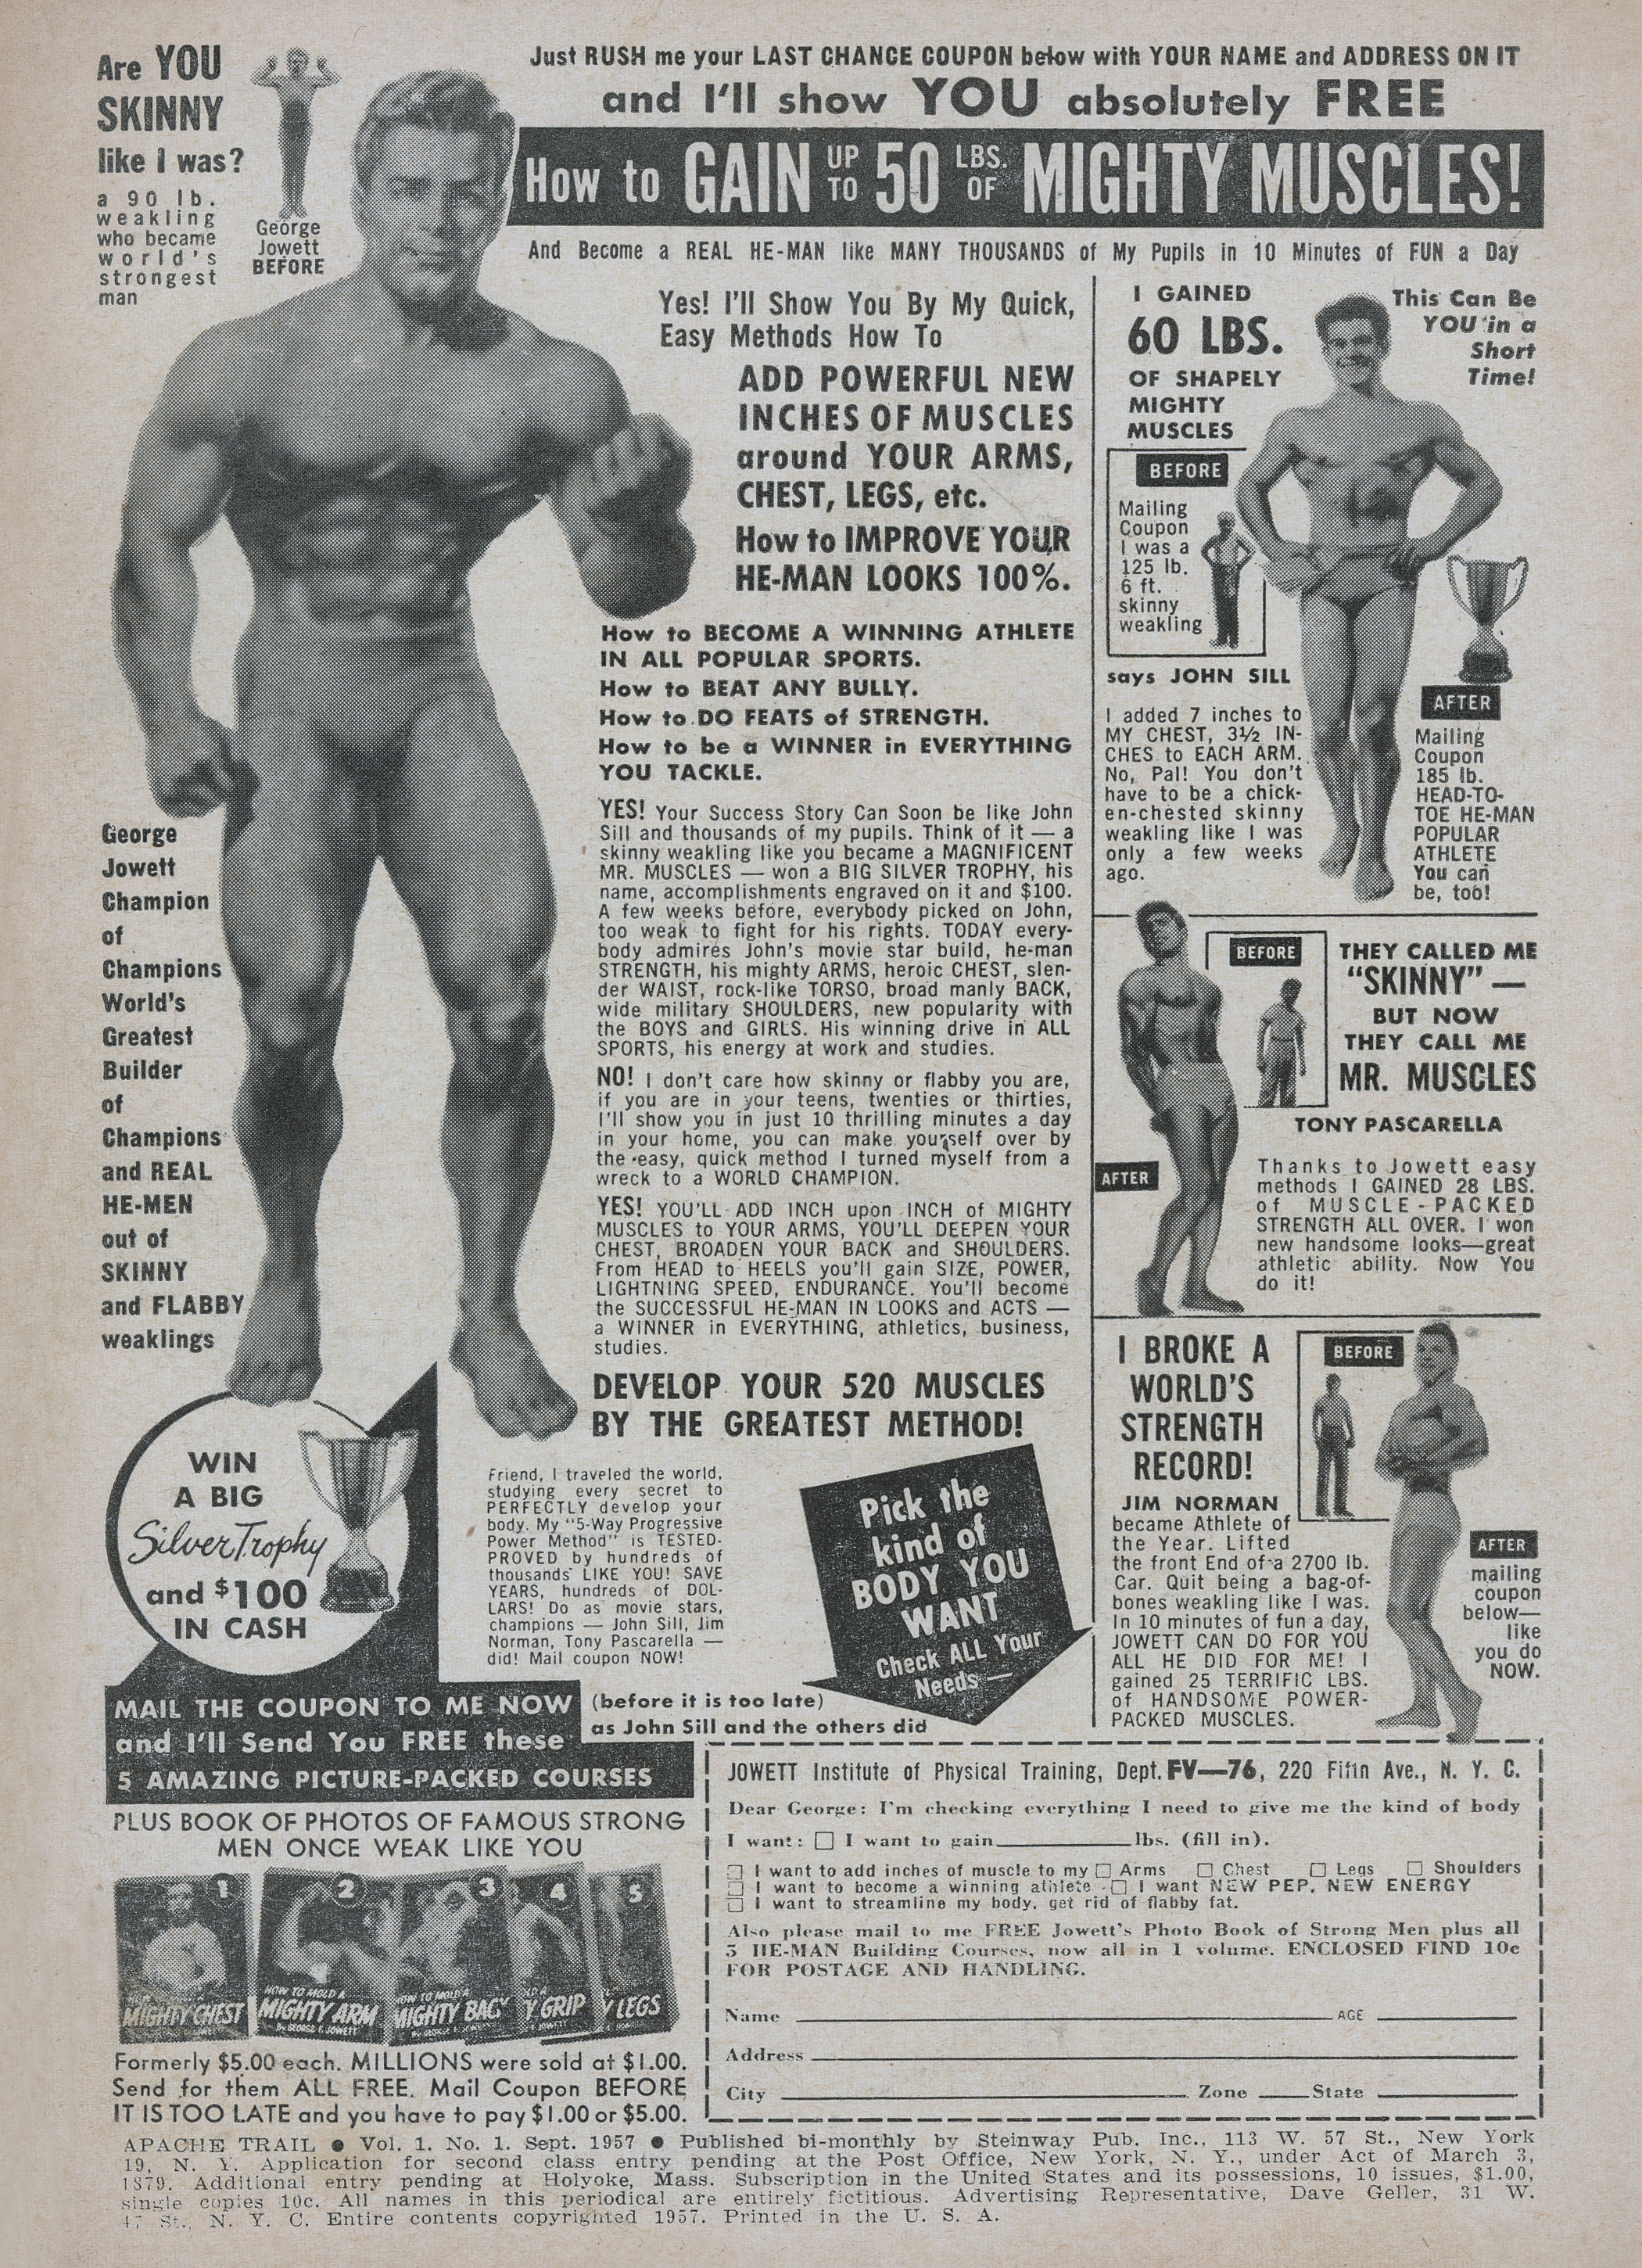 Are YOU
SKINNY
like I was?
a 90 lb.
weakling
who became
world's
strongest
man
George
Jowett
BEFORE
Just RUSH me your LAST CHANCE COUPON below with YOUR NAME and ADDRESS ON IT
and I'll show YOU absolutely FREE
How to GAIN UP TO 50 LBS. OF MIGHTY MUSCLES!
And Become a REAL HE-MAN like MANY THOUSANDS of My Pupils in 10 Minutes of FUN a Day
Yes! I'll Show You By My Quick,
Easy Methods How To
ADD POWERFUL NEW
INCHES OF MUSCLES
around YOUR ARMS,
CHEST, LEGS, etc.
How to IMPROVE YOUR
HE-MAN LOOKS 100%.
How to BECOME A WINNING ATHLETE
IN ALL POPULAR SPORTS.
How to BEAT ANY BULLY.
How to DO FEATS of STRENGTH.
How to be a WINNER in EVERYTHING
YOU TACKLE.
YES! Your Success Story Can Soon be like John
Sill and thousands of my pupils. Think of it — a
skinny weakling like you became a MAGNIFICENT
MR. MUSCLES — won a BIG SILVER TROPHY, his
name, accomplishments engraved on it and $100.
A few weeks before, everybody picked on John,
too weak to fight for his rights. TODAY every-
body admires John's movie star build, he-man
STRENGTH, his mighty ARMS, heroic CHEST, slen-
der WAIST, rock-like TORSO, broad manly BACK,
wide military SHOULDERS, new popularity with
the BOYS and GIRLS. His winning drive in ALL
SPORTS, his energy at work and studies.
NO! I don't care how skinny or flabby you are,
if you are in your teens, twenties or thirties,
I'll show you in just 10 thrilling minutes a day
in your home, you can make yourself over by
the easy, quick method I turned myself from a
wreck to a WORLD CHAMPION.
YES! YOU'LL ADD INCH upon INCH of MIGHTY
MUSCLES to YOUR ARMS, YOU'LL DEEPEN YOUR
CHEST, BROADEN YOUR BACK and SHOULDERS.
From HEAD to HEELS you'll gain SIZE, POWER,
LIGHTNING SPEED, ENDURANCE. You'll become
the SUCCESSFUL HE-MAN IN LOOKS and ACTS —
a WINNER in EVERYTHING, athletics, business,
studies.
DEVELOP YOUR 520 MUSCLES
BY THE GREATEST METHOD!
George
Jowett
Champion
of
Champions
World's
Greatest
Builder
of
Champions
and REAL
HE-MEN
out of
SKINNY
and FLABBY
weaklings
I GAINED
60 LBS.
OF SHAPELY
MIGHTY
MUSCLES
This Can Be
YOU in a
Short
Time!
BEFORE
Mailing
Coupon
I was a
125 lb.
6 ft.
skinny
weakling
says JOHN SILL
I added 7 inches to
MY CHEST, 3½ IN-
CHES to EACH ARM.
No, Pal! You don't
have to be a chick-
en-chested skinny
weakling like I was
only a few weeks
ago.
AFTER
Mailing
Coupon
185 lb.
HEAD-TO-
TOE HE-MAN
POPULAR
ATHLETE
You can
be, too!
BEFORE
THEY CALLED ME
"SKINNY" —
BUT NOW
THEY CALL ME
MR. MUSCLES
TONY PASCARELLA
AFTER
Thanks to Jowett easy
methods I GAINED 28 LBS.
of MUSCLE-PACKED
STRENGTH ALL OVER. I won
new handsome looks—great
athletic ability. Now You
do it!
I BROKE A
WORLD'S
STRENGTH
RECORD!
BEFORE
JIM NORMAN
became Athlete of
the Year. Lifted
the front End of a 2700 lb.
Car. Quit being a bag-of-
bones weakling like I was.
In 10 minutes of fun a day,
JOWETT CAN DO FOR YOU
ALL HE DID FOR ME! I
gained 25 TERRIFIC LBS.
of HANDSOME POWER-
PACKED MUSCLES.
AFTER
mailing
coupon
below—
like
you do
NOW.
WIN
A BIG
Silver Trophy
and $100
IN CASH
Friend, I traveled the world,
studying every secret to
PERFECTLY develop your
body. My "5-Way Progressive
Power Method" is TESTED-
PROVED by hundreds of
thousands LIKE YOU! SAVE
YEARS, hundreds of DOL-
LARS! Do as movie stars,
champions — John Sill, Jim
Norman, Tony Pascarella —
did! Mail coupon NOW!
Pick the
kind of
BODY YOU
WANT
Check ALL Your
Needs —
MAIL THE COUPON TO ME NOW
and I'll Send You FREE these
5 AMAZING PICTURE-PACKED COURSES
(before it is too late)
as John Sill and the others did
PLUS BOOK OF PHOTOS OF FAMOUS STRONG
MEN ONCE WEAK LIKE YOU
1
MIGHTY CHEST
2
HOW TO MOLD A
MIGHTY ARM
By GEORGE F. JOWETT
3
HOW TO MOLD A
MIGHTY BACK
4
Y GRIP
5
Y LEGS
Formerly $5.00 each. MILLIONS were sold at $1.00.
Send for them ALL FREE. Mail Coupon BEFORE
IT IS TOO LATE and you have to pay $1.00 or $5.00.
JOWETT Institute of Physical Training, Dept. FV—76, 220 Fifth Ave., N. Y. C.
Dear George: I'm checking everything I need to give me the kind of body
I want: I want to gain lbs. (fill in).
I want to add inches of muscle to my Arms Chest Legs Shoulders
I want to become a winning athlete I want NEW PEP, NEW ENERGY
I want to streamline my body, get rid of flabby fat.
Also please mail to me FREE Jowett's Photo Book of Strong Men plus all
5 HE-MAN Building Courses, now all in 1 volume. ENCLOSED FIND 10c
FOR POSTAGE AND HANDLING.
Name AGE
Address
City Zone State
APACHE TRAIL ● Vol. 1. No. 1. Sept. 1957 ● Published bi-monthly by Steinway Pub. Inc., 113 W. 57 St., New York
19, N. Y. Application for second class entry pending at the Post Office, New York, N. Y., under Act of March 3,
1879. Additional entry pending at Holyoke, Mass. Subscription in the United States and its possessions, 10 issues, $1.00,
single copies 10c. All names in this periodical are entirely fictitious. Advertising Representative, Dave Geller, 31 W.
47 St., N. Y. C. Entire contents copyrighted 1957. Printed in the U. S. A.